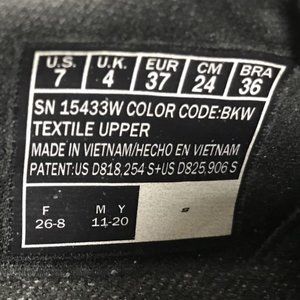 U.S. U.K. EUR CM BRA
7 4 37 24 36
SN 15433W COLOR CODE:BKW
TEXTILE UPPER
MADE IN VIETNAM/HECHO EN VIETNAM
PATENT:US D818,254 S+US D825,906 S
F M Y
26-8 11-20